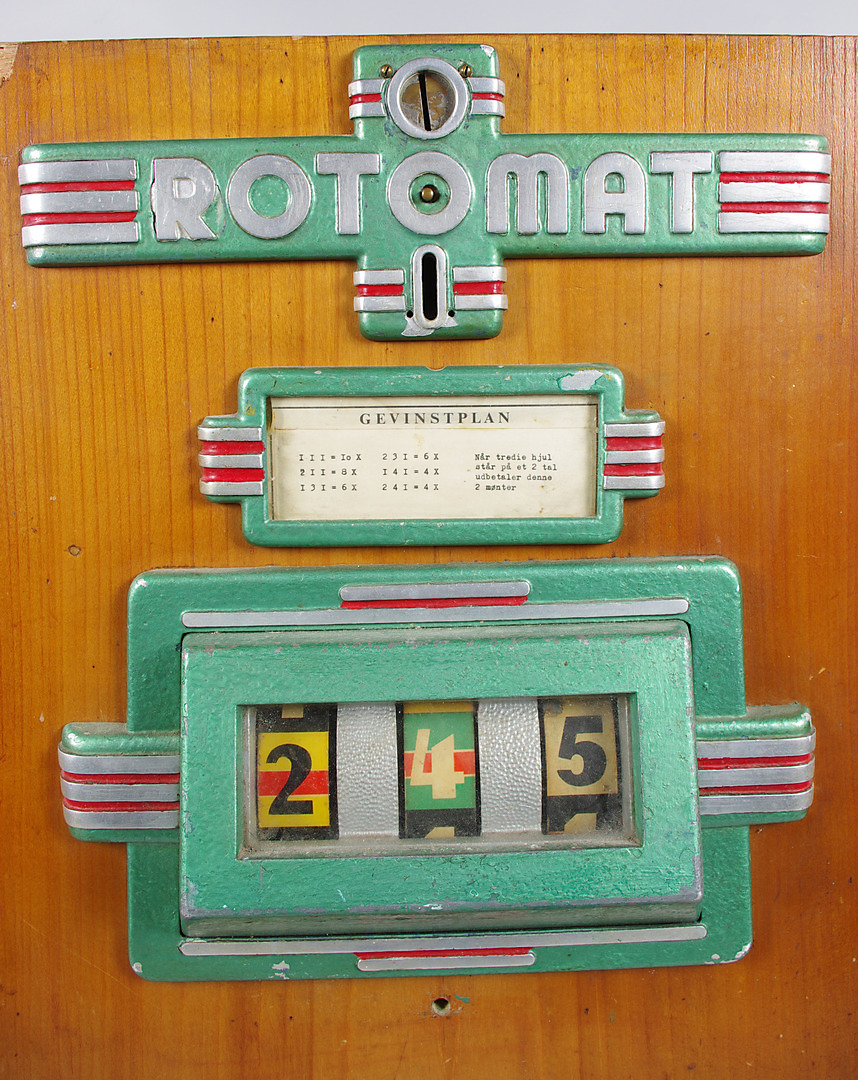 ROTOMAT
GEVINSTPLAN
I I I = Io X 2 3 I = 6 X
2 I I = 8 X I 4 I = 4 X
I 3 I = 6 X 2 4 I = 4 X
Når tredie hjul
står på et 2 tal
udbetaler denne
2 mønter
2 4 5